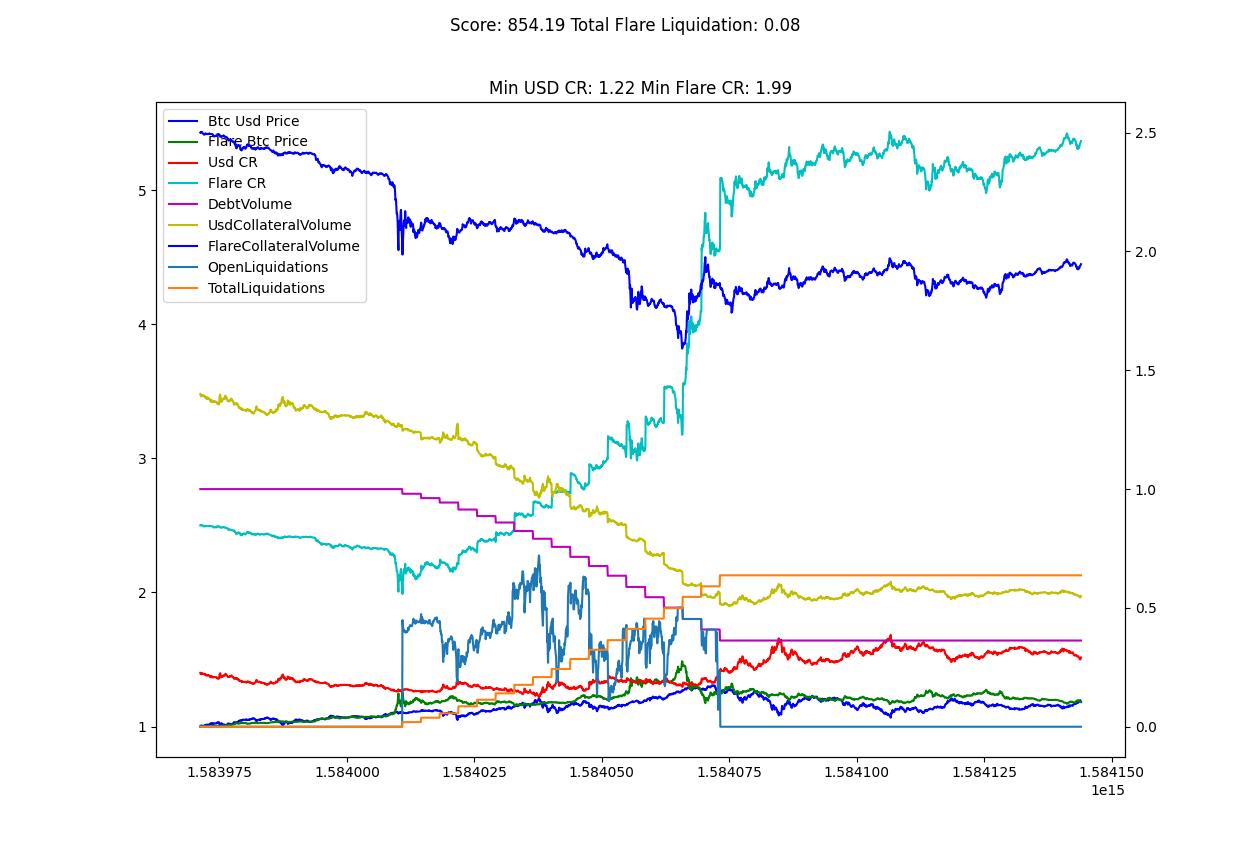 Score: 854.19 Total Flare Liquidation: 0.08
Min USD CR: 1.22 Min Flare CR: 1.99
Btc Usd Price
Flare Btc Price
Usd CR
Flare CR
DebtVolume
UsdCollateralVolume
FlareCollateralVolume
OpenLiquidations
TotalLiquidations
5
4
3
2
1
2.5
2.0
1.5
1.0
0.5
0.0
1.583975 1.584000 1.584025 1.584050 1.584075 1.584100 1.584125 1.584150
1e15